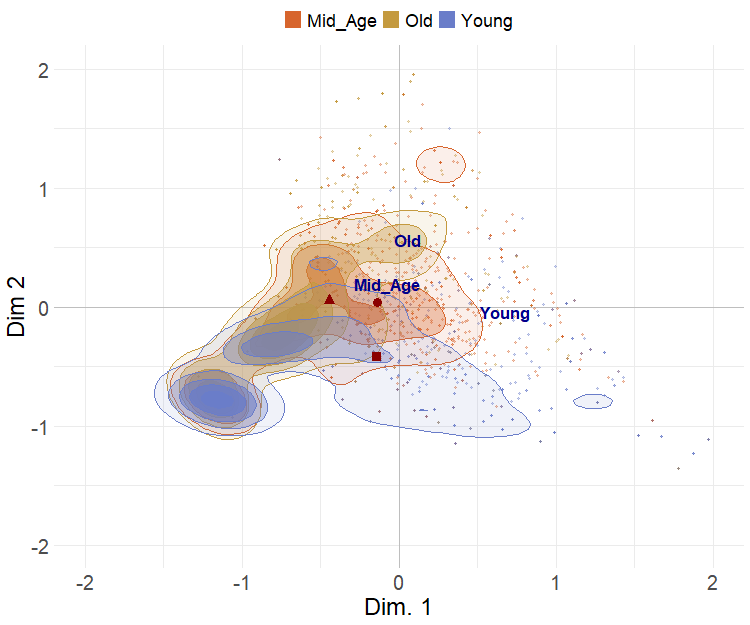 Mid_Age Old Young
2
Old
1
Mid_Age
0
Young
-1
-2
Dim 2
-2 -1 0 1 2
Dim. 1